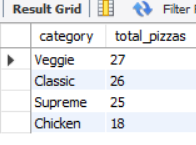 Result Grid Filter
category total_pizzas
Veggie 27
Classic 26
Supreme 25
Chicken 18